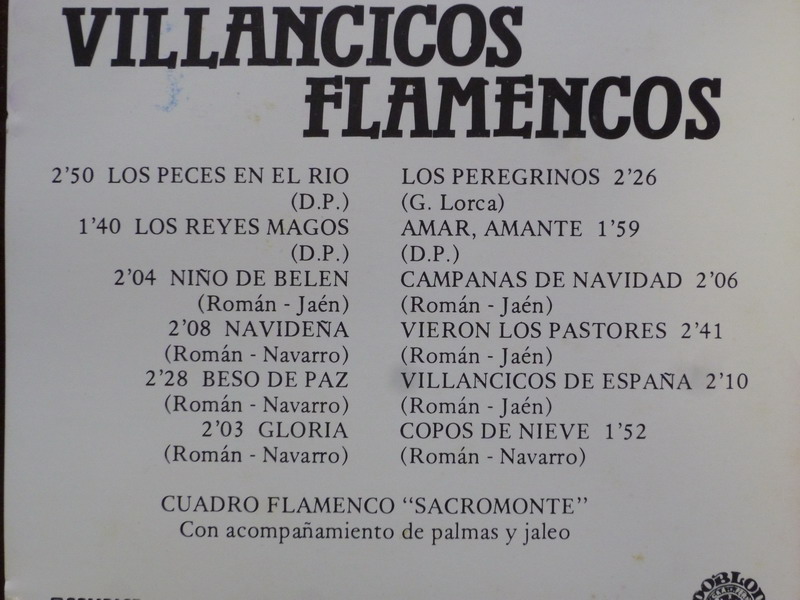 VILLANCICOS
FLAMENCOS
2'50 LOS PECES EN EL RIO
(D.P.)
1'40 LOS REYES MAGOS
(D.P.)
2'04 NIÑO DE BELEN
(Román - Jaén)
2'08 NAVIDEÑA
(Román - Navarro)
2'28 BESO DE PAZ
(Román - Navarro)
2'03 GLORIA
(Román - Navarro)
LOS PEREGRINOS 2'26
(G. Lorca)
AMAR, AMANTE 1'59
(D.P.)
CAMPANAS DE NAVIDAD 2'06
(Román - Jaén)
VIERON LOS PASTORES 2'41
(Román - Jaén)
VILLANCICOS DE ESPAÑA 2'10
(Román - Jaén)
COPOS DE NIEVE 1'52
(Román - Navarro)
CUADRO FLAMENCO “SACROMONTE”
Con acompañamiento de palmas y jaleo